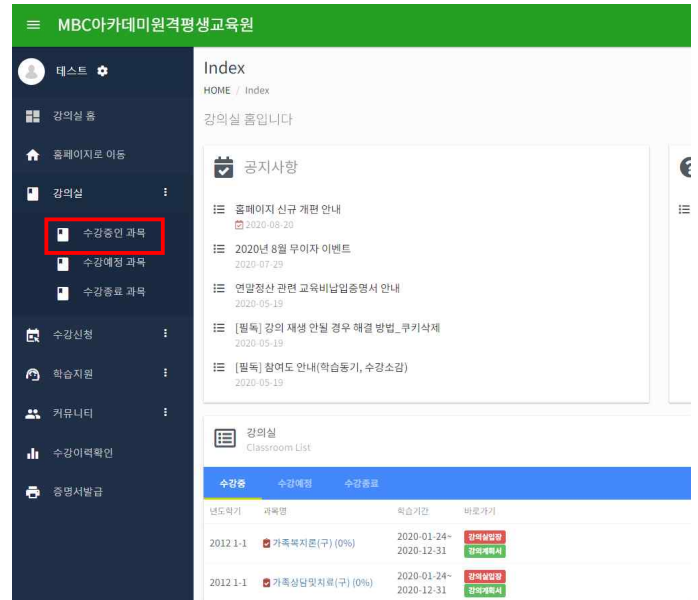 MBC아카데미원격평생교육원
테스트
강의실 홈
홈페이지로 이동
강의실
수강중인 과목
수강예정 과목
수강종료 과목
수강신청
학습지원
커뮤니티
수강이력확인
증명서발급
Index
HOME / Index
강의실 홈입니다
공지사항
홈페이지 신규 개편 안내
2020-08-20
2020년 8월 무이자 이벤트
2020-07-29
연말정산 관련 교육비납입증명서 안내
2020-05-19
[필독] 강의 재생 안될 경우 해결 방법_쿠키삭제
2020-05-19
[필독] 참여도 안내(학습동기, 수강소감)
2020-05-19
강의실
Classroom List
수강중 수강예정 수강종료
년도학기 과목명 학습기간 바로가기
2012 1-1 가족복지론(구) (0%) 2020-01-24~ 강의실입장
2020-12-31 강의계획서
2012 1-1 가족상담및치료(구) (0%) 2020-01-24~ 강의실입장
2020-12-31 강의계획서